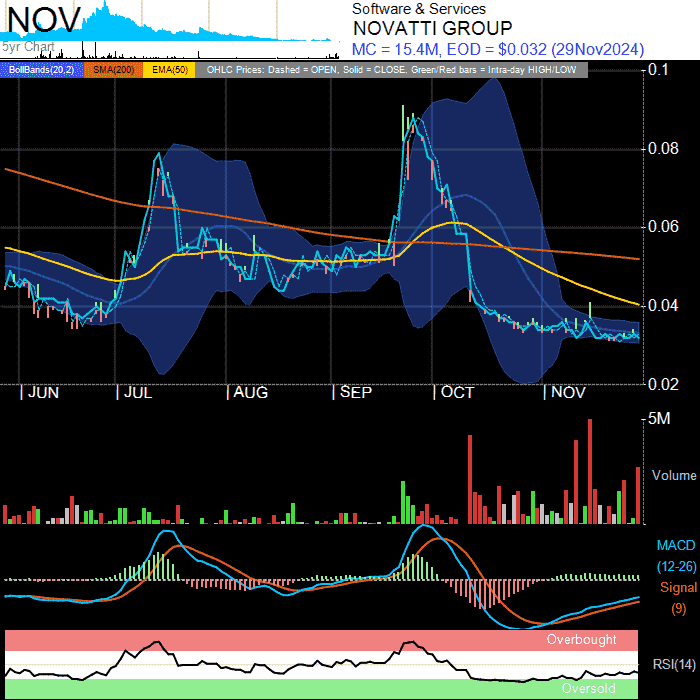 NOV
5yr Chart
Software & Services
NOVATTI GROUP
MC = 15.4M, EOD = $0.032 (29Nov2024)
BollBands(20,2) SMA(200) EMA(50) OHLC Prices: Dashed = OPEN, Solid = CLOSE, Green/Red bars = Intra-day HIGH/LOW
0.1
0.08
0.06
0.04
0.02
| JUN | JUL | AUG | SEP | OCT | NOV
5M
Volume
MACD
(12-26)
Signal
(9)
Overbought
RSI(14)
Oversold